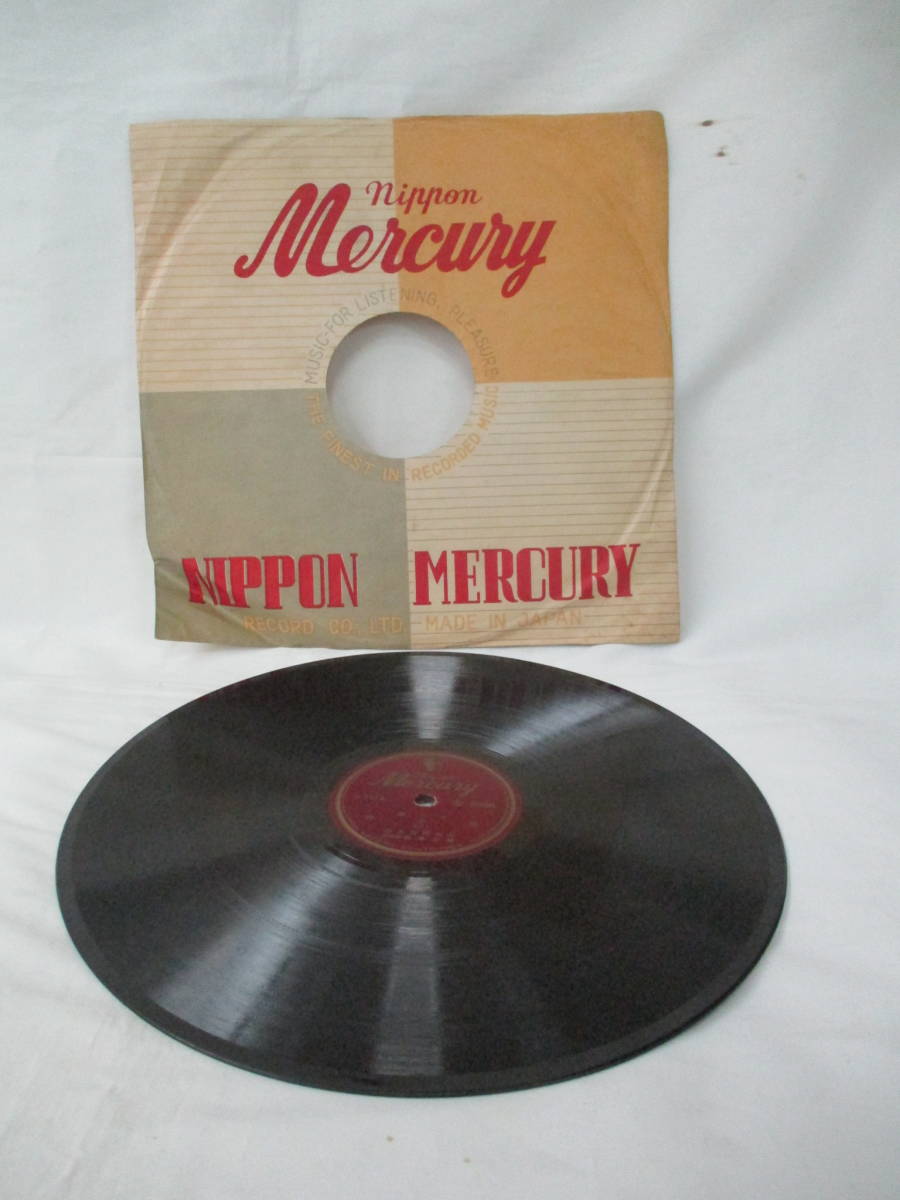 Nippon
Mercury
MUSIC-FOR LISTENING, PLEASURE
THE FINEST IN RECORDED MUSIC
NIPPON MERCURY
RECORD CO., LTD. MADE IN JAPAN
Mercury